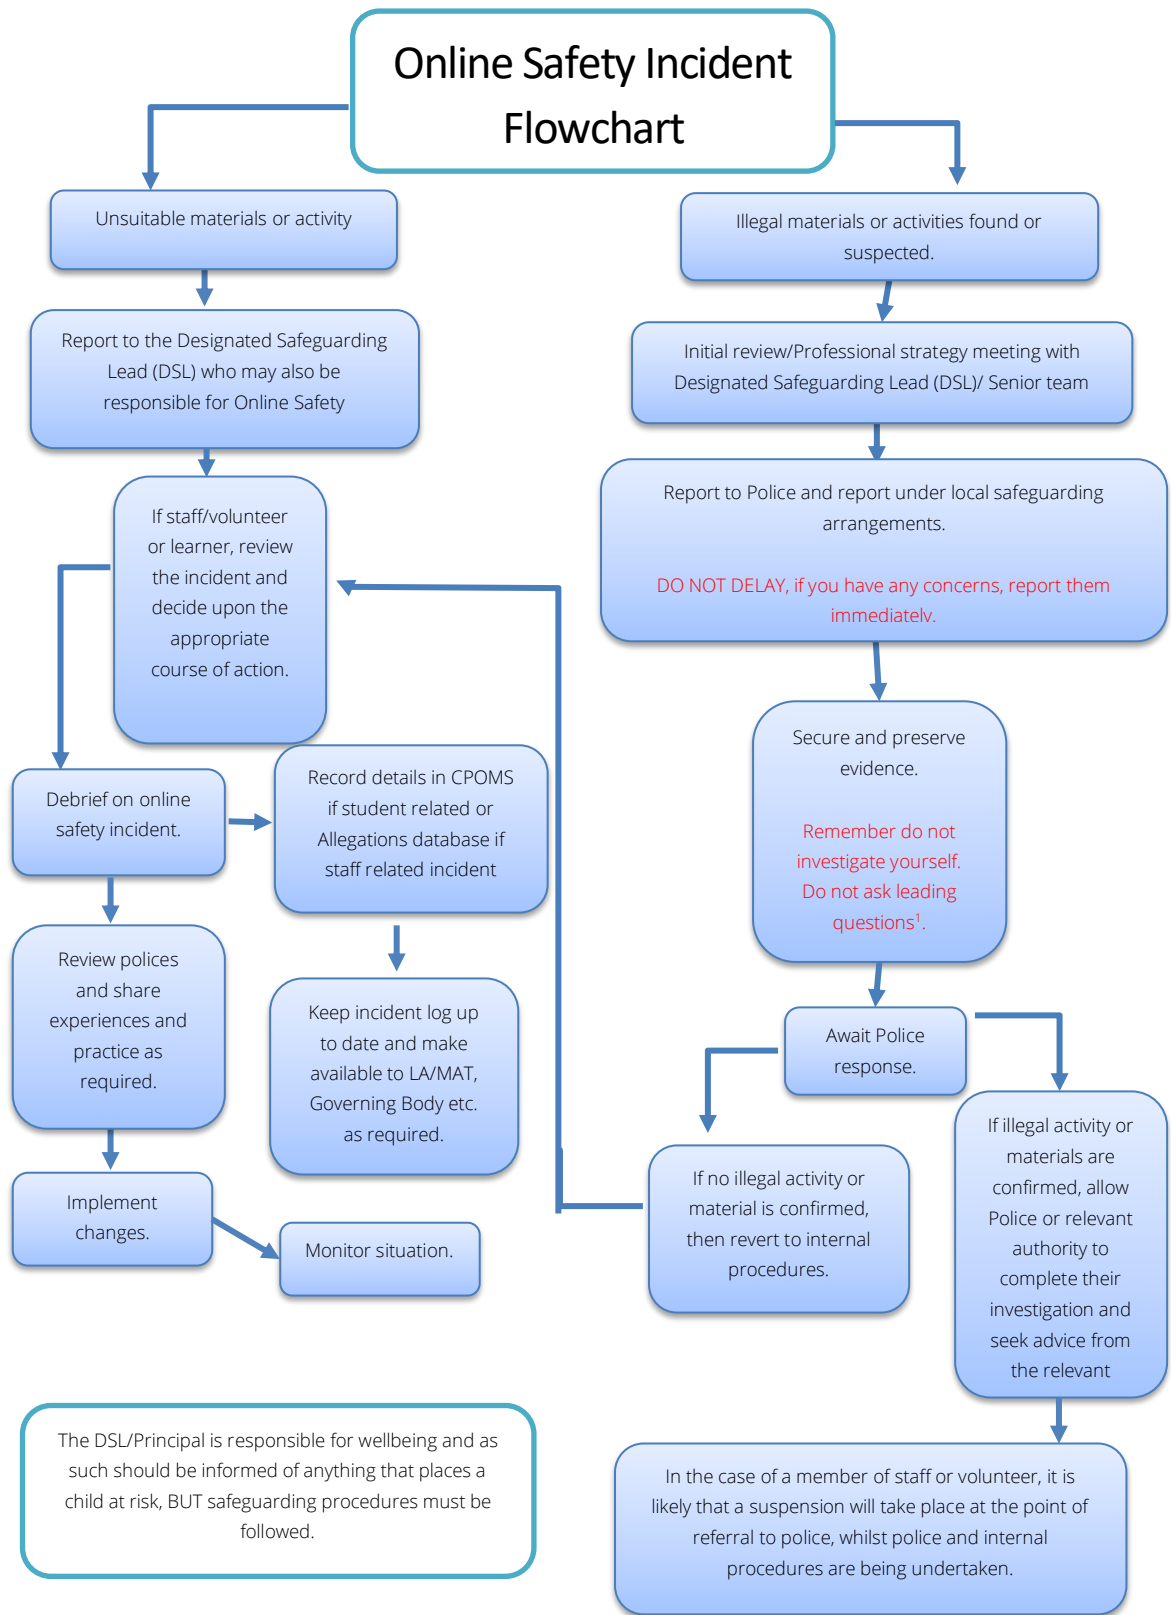 Online Safety Incident
Flowchart
Unsuitable materials or activity
Report to the Designated Safeguarding
Lead (DSL) who may also be
responsible for Online Safety
If staff/volunteer
or learner, review
the incident and
decide upon the
appropriate
course of action.
Debrief on online
safety incident.
Record details in CPOMS
if student related or
Allegations database if
staff related incident
Review polices
and share
experiences and
practice as
required.
Keep incident log up
to date and make
available to LA/MAT,
Governing Body etc.
as required.
Implement
changes.
Monitor situation.
Illegal materials or activities found or
suspected.
Initial review/Professional strategy meeting with
Designated Safeguarding Lead (DSL)/ Senior team
Report to Police and report under local safeguarding
arrangements.
DO NOT DELAY, if you have any concerns, report them
immediately.
Secure and preserve
evidence.
Remember do not
investigate yourself.
Do not ask leading
questions¹.
Await Police
response.
If no illegal activity or
material is confirmed,
then revert to internal
procedures.
If illegal activity or
materials are
confirmed, allow
Police or relevant
authority to
complete their
investigation and
seek advice from
the relevant
In the case of a member of staff or volunteer, it is
likely that a suspension will take place at the point of
referral to police, whilst police and internal
procedures are being undertaken.
The DSL/Principal is responsible for wellbeing and as
such should be informed of anything that places a
child at risk, BUT safeguarding procedures must be
followed.